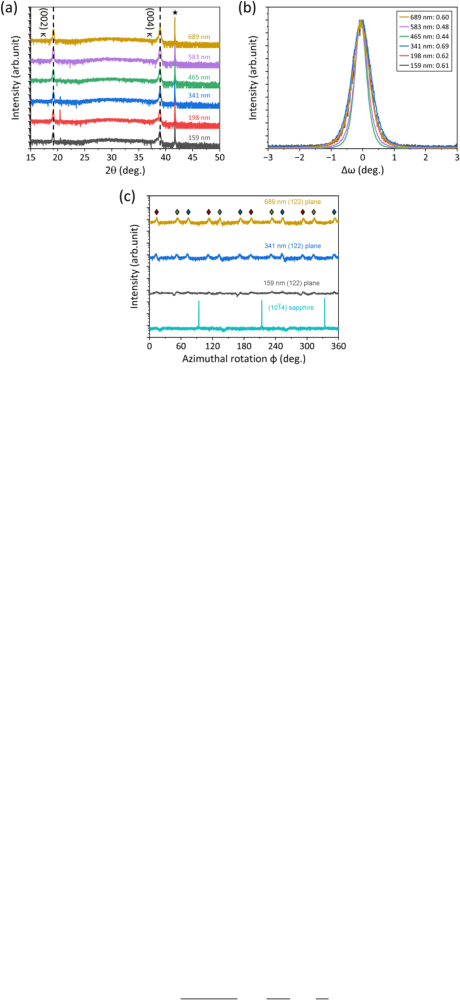 (a)
(002) κ
(004) κ
★
689 nm
583 nm
465 nm
341 nm
198 nm
159 nm
Intensity (arb.unit)
15 20 25 30 35 40 45 50
2θ (deg.)
(b)
689 nm: 0.60
583 nm: 0.48
465 nm: 0.44
341 nm: 0.69
198 nm: 0.62
159 nm: 0.61
Intensity (arb.unit)
−3 −2 −1 0 1 2 3
Δω (deg.)
(c)
689 nm (122) plane
341 nm (122) plane
159 nm (122) plane
(101̄4) sapphire
Intensity (arb.unit)
0 60 120 180 240 300 360
Azimuthal rotation ϕ (deg.)